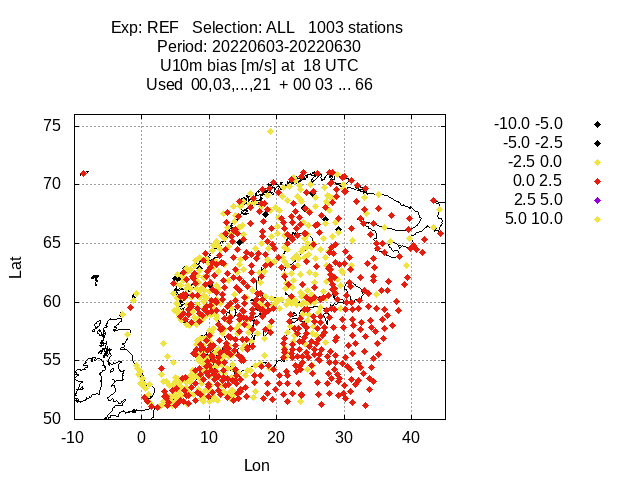 Exp: REF   Selection: ALL   1003 stations
Period: 20220603-20220630
U10m bias [m/s] at  18 UTC
Used  00,03,...,21  + 00 03 ... 66
-10.0 -5.0
-5.0 -2.5
-2.5 0.0
0.0 2.5
2.5 5.0
5.0 10.0
75
70
65
60
55
50
Lat
-10 0 10 20 30 40
Lon